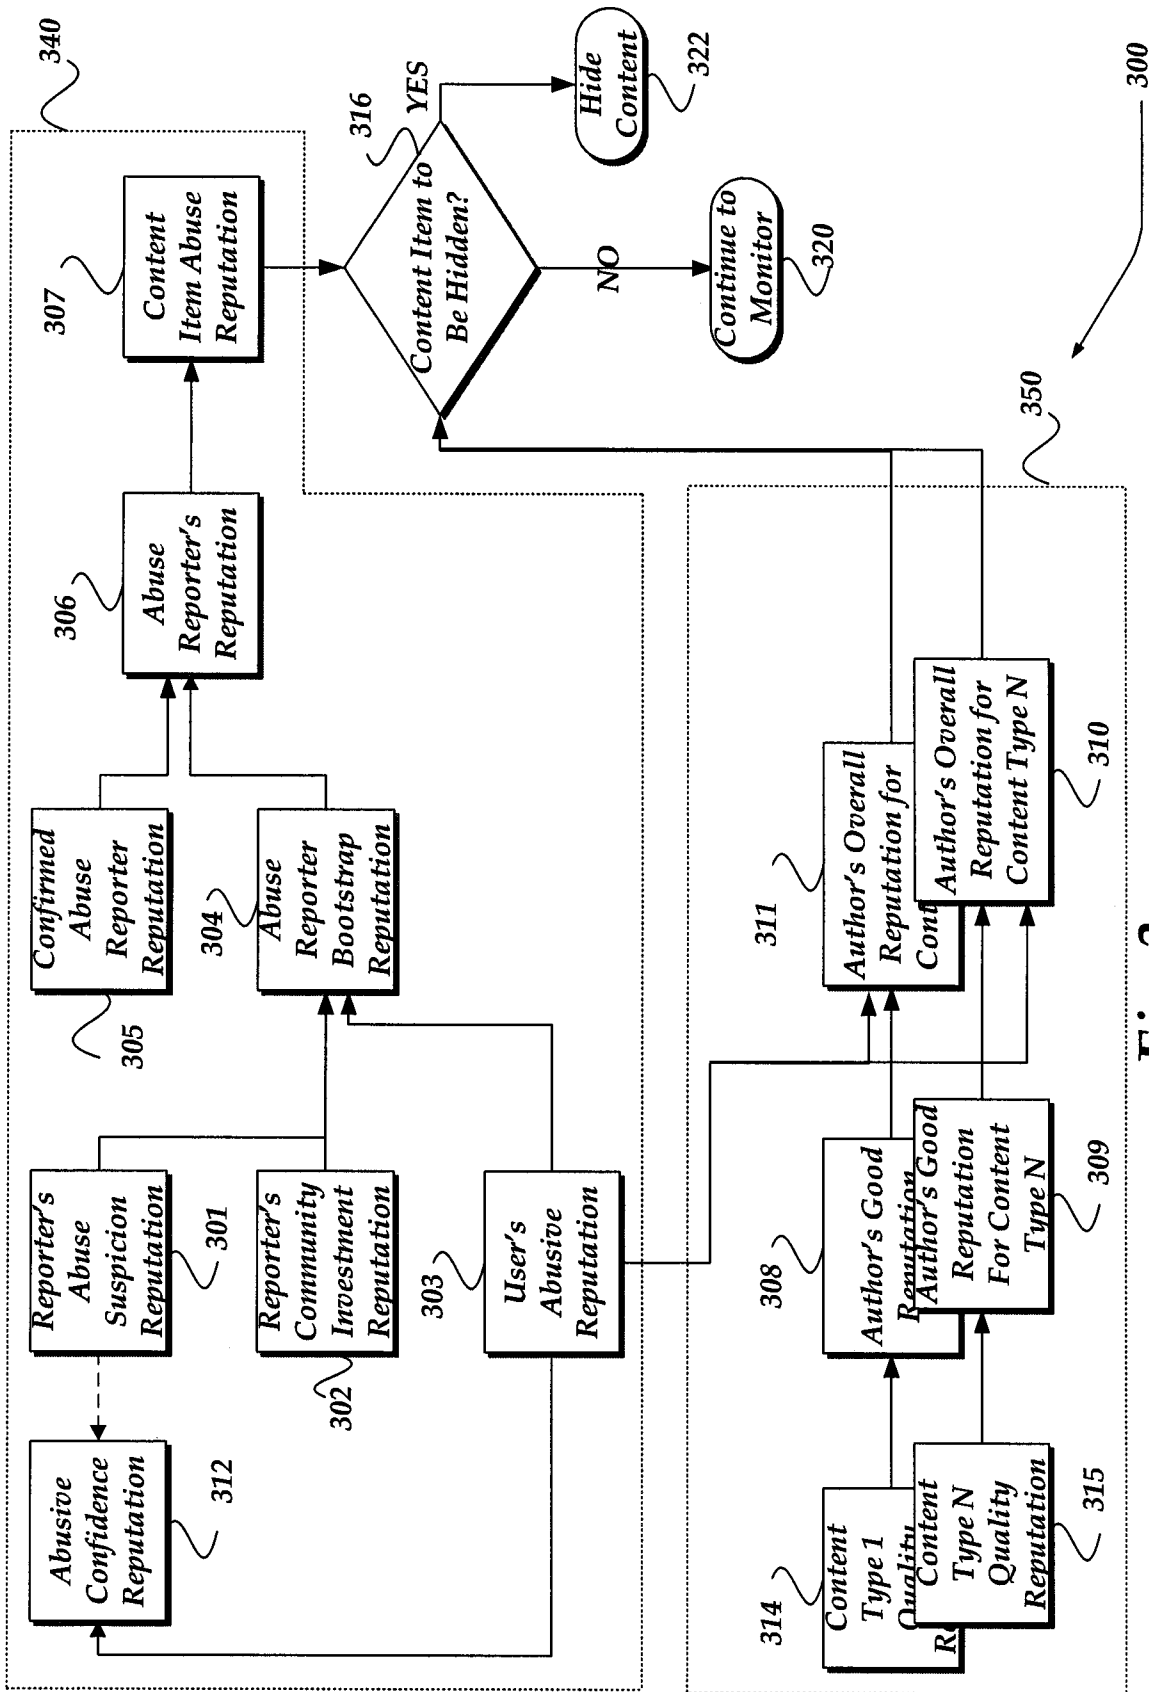 340
307
Content
Item Abuse
Reputation
306
Abuse
Reporter's
Reputation
316
Content Item to
Be Hidden?
YES
Hide
Content
322
NO
Continue to
Monitor
320
Confirmed
Abuse
Reporter
Reputation
305
304
Abuse
Reporter
Bootstrap
Reputation
Reporter's
Abuse
Suspicion
Reputation
301
Reporter's
Community
Investment
Reputation
302
303
User's
Abusive
Reputation
Abusive
Confidence
Reputation
312
350
300
311
Author's Overall
Reputation for
Author's Overall
Reputation for
Content Type N
310
308
Author's Good
Reputation
Author's Good
Reputation
For Content
Type N
309
314
Content
Type 1
Quality
Content
Type N
Quality
Reputation
315